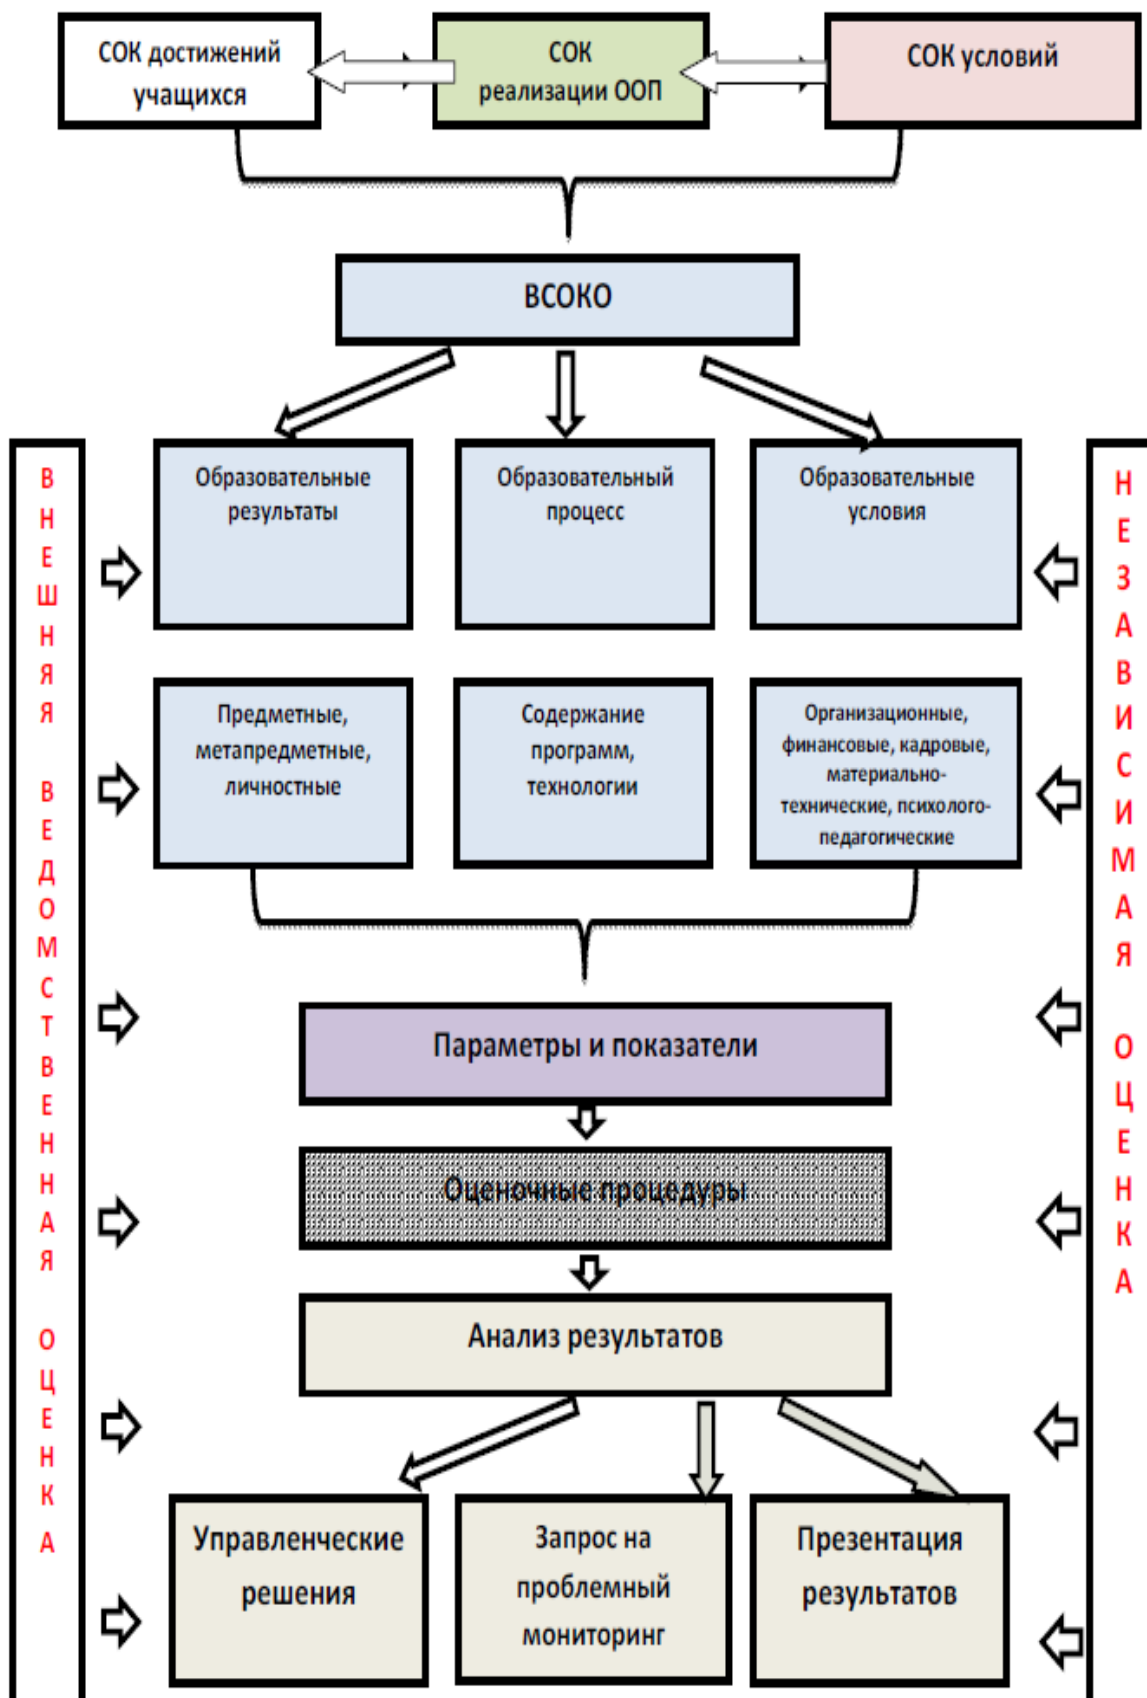 СОК достижений
учащихся
СОК
реализации ООП
СОК условий
ВСОКО
ВНЕШНЯЯ ВЕДОМСТВЕННАЯ ОЦЕНКА
Образовательные
результаты
Образовательный
процесс
Образовательные
условия
НЕЗАВИСИМАЯ ОЦЕНКА
Предметные,
метапредметные,
личностные
Содержание
программ,
технологии
Организационные,
финансовые, кадровые,
материально-
технические, психолого-
педагогические
Параметры и показатели
Оценочные процедуры
Анализ результатов
Управленческие
решения
Запрос на
проблемный
мониторинг
Презентация
результатов